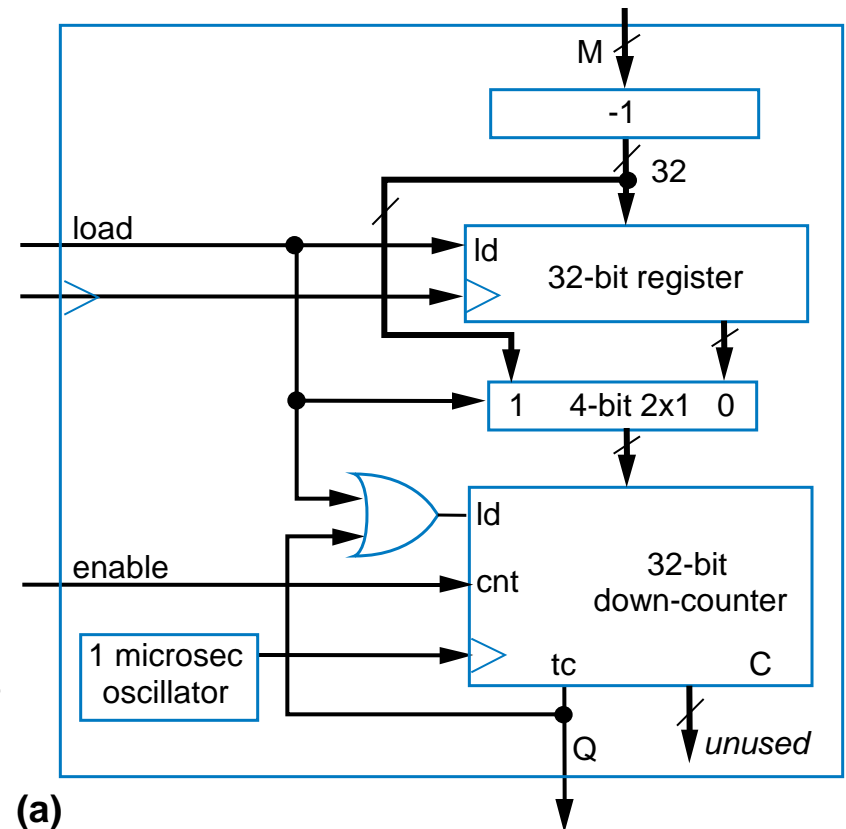 M
-1
32
load
ld
32-bit register
1 4-bit 2x1 0
ld
enable
cnt
32-bit
down-counter
1 microsec
oscillator
tc C
Q
unused
(a)